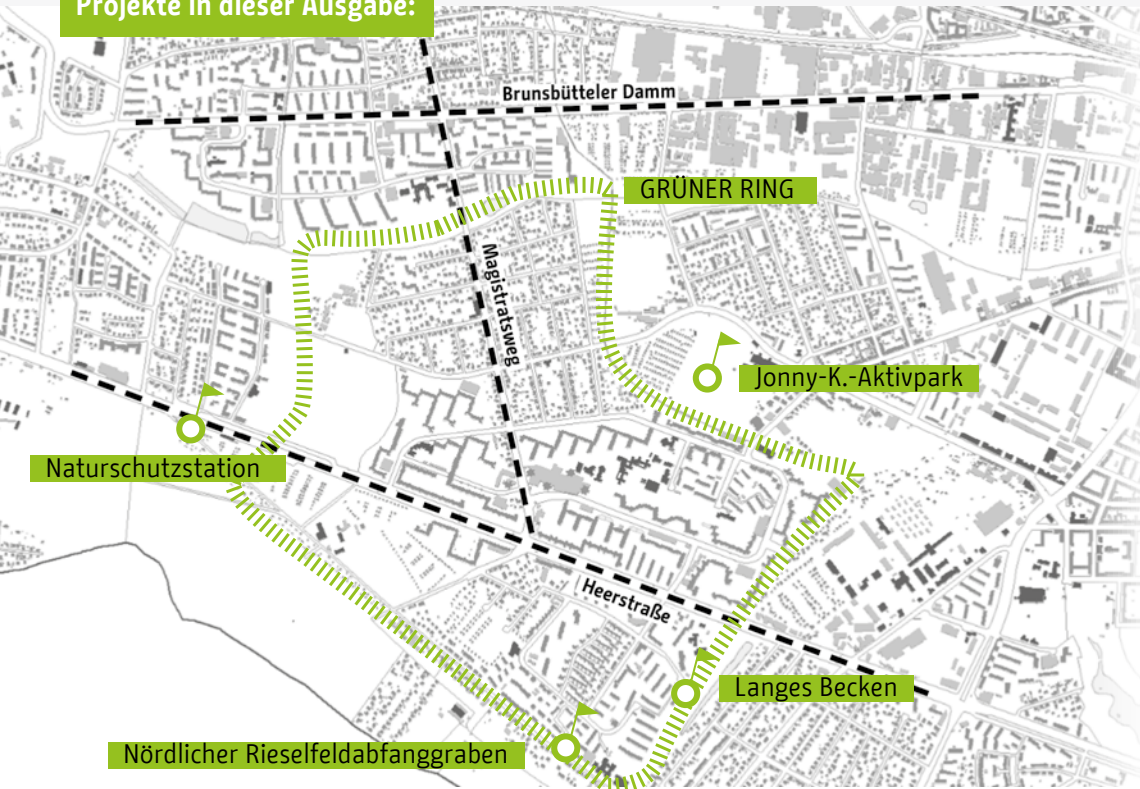 Projekte in dieser Ausgabe:
Brunsbütteler Damm
GRÜNER RING
Magistratsweg
Jonny-K.-Aktivpark
Naturschutzstation
Heerstraße
Langes Becken
Nördlicher Rieselfeldabfanggraben